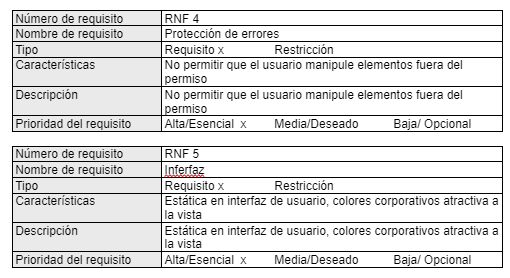 Número de requisito RNF 4
Nombre de requisito Protección de errores
Tipo Requisito x Restricción
Características No permitir que el usuario manipule elementos fuera del
permiso
Descripción No permitir que el usuario manipule elementos fuera del
permiso
Prioridad del requisito Alta/Esencial x Media/Deseado Baja/ Opcional
Número de requisito RNF 5
Nombre de requisito Inferfaz
Tipo Requisito x Restricción
Características Estática en interfaz de usuario, colores corporativos atractiva a
la vista
Descripción Estática en interfaz de usuario, colores corporativos atractiva a
la vista
Prioridad del requisito Alta/Esencial x Media/Deseado Baja/ Opcional